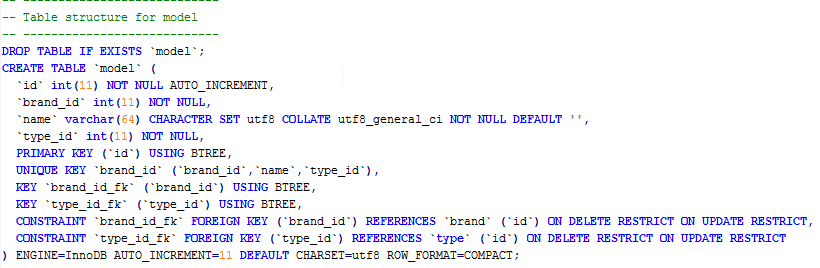 -- ----------------------------
-- Table structure for model
-- ----------------------------
DROP TABLE IF EXISTS `model`;
CREATE TABLE `model` (
  `id` int(11) NOT NULL AUTO_INCREMENT,
  `brand_id` int(11) NOT NULL,
  `name` varchar(64) CHARACTER SET utf8 COLLATE utf8_general_ci NOT NULL DEFAULT '',
  `type_id` int(11) NOT NULL,
  PRIMARY KEY (`id`) USING BTREE,
  UNIQUE KEY `brand_id` (`brand_id`,`name`,`type_id`),
  KEY `brand_id_fk` (`brand_id`) USING BTREE,
  KEY `type_id_fk` (`type_id`) USING BTREE,
  CONSTRAINT `brand_id_fk` FOREIGN KEY (`brand_id`) REFERENCES `brand` (`id`) ON DELETE RESTRICT ON UPDATE RESTRICT,
  CONSTRAINT `type_id_fk` FOREIGN KEY (`type_id`) REFERENCES `type` (`id`) ON DELETE RESTRICT ON UPDATE RESTRICT
) ENGINE=InnoDB AUTO_INCREMENT=11 DEFAULT CHARSET=utf8 ROW_FORMAT=COMPACT;